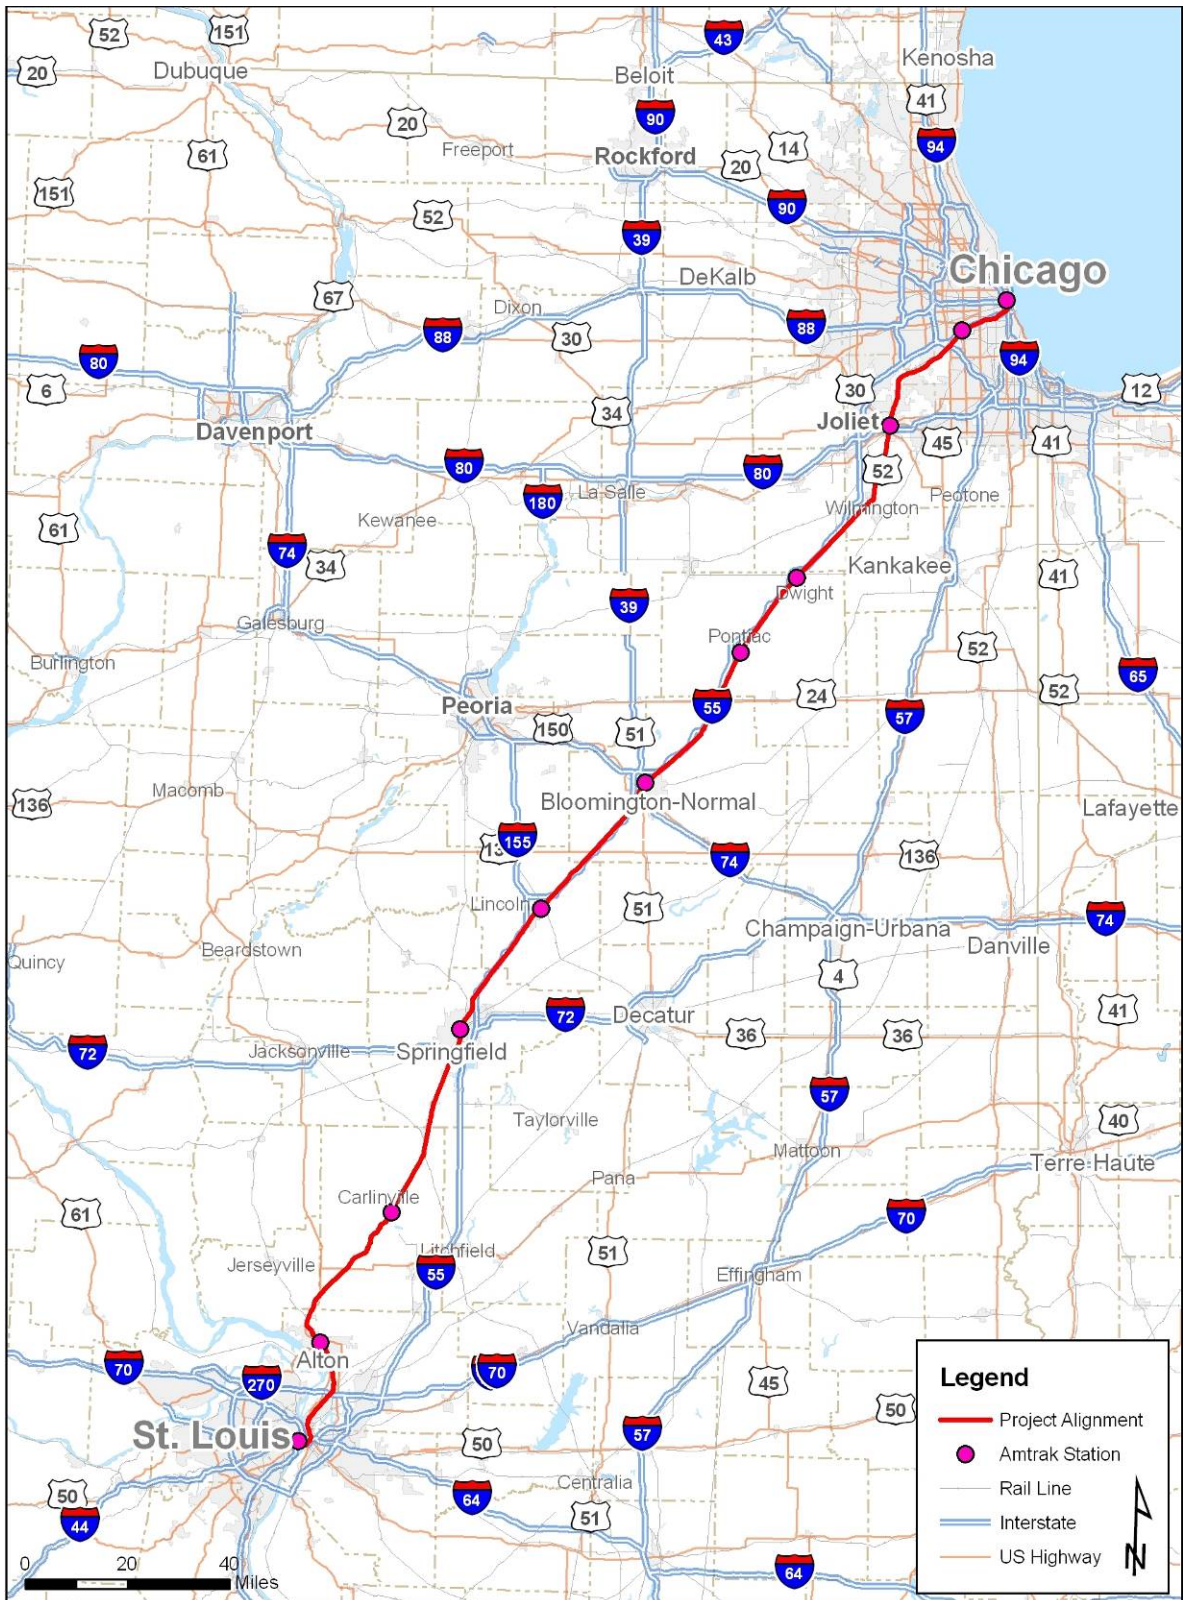 52
151
43
Kenosha
20
Dubuque
Beloit
41
90
20
94
61
Freeport
Rockford
14
20
151
52
90
39
Chicago
DeKalb
67
Dixon
88
30
88
80
94
6
30
12
34
Joliet
Davenport
45
41
80
80
52
180
La Salle
Peotone
Wilmington
61
Kewanee
74
34
Kankakee
41
Dwight
39
Galesburg
Pontiac
52
Burlington
65
52
24
55
Peoria
57
150
51
Macomb
136
Bloomington-Normal
Lafayette
155
136
74
Lincoln
51
74
Champaign-Urbana
Danville
Beardstown
Quincy
4
41
72
Decatur
36
36
72
Jacksonville
Springfield
57
Taylorville
40
Mattoon
Terre Haute
Pana
Carlinville
61
70
51
Litchfield
Jerseyville
55
Effingham
Vandalia
Alton
70
70
270
45
50
57
St. Louis
50
Centralia
50
64
44
51
64
0 20 40
Miles
Legend
Project Alignment
Amtrak Station
Rail Line
Interstate
US Highway
N